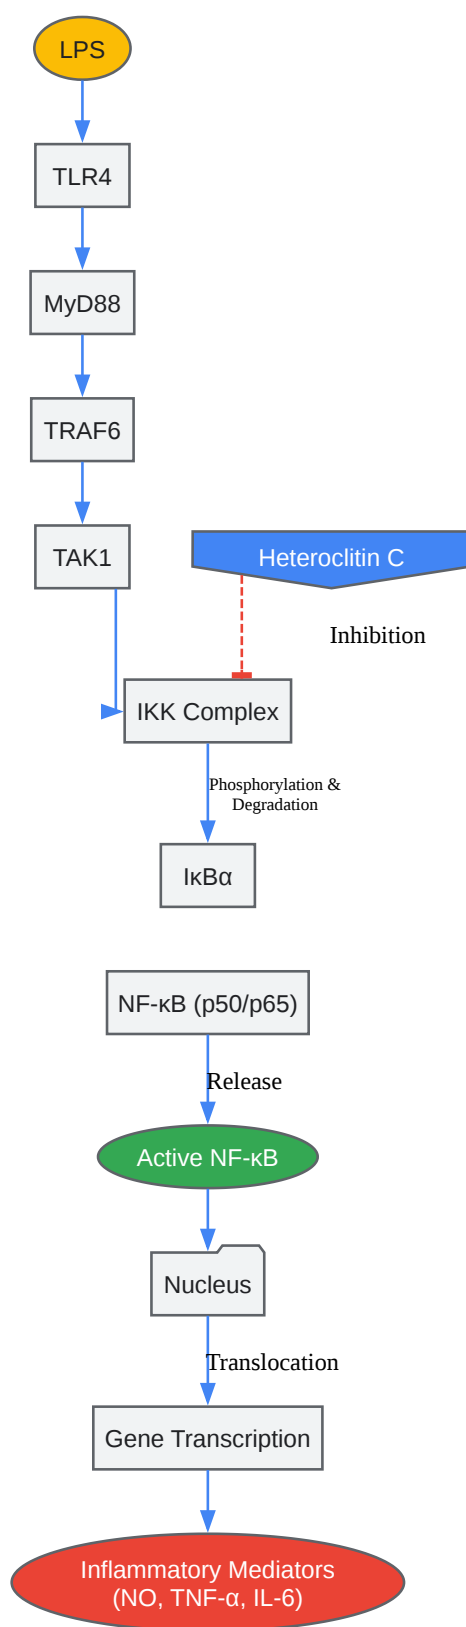 LPS
TLR4
MyD88
TRAF6
TAK1
Heteroclitin C
Inhibition
IKK Complex
Phosphorylation &
Degradation
IκBα
NF-κB (p50/p65)
Release
Active NF-κB
Nucleus
Translocation
Gene Transcription
Inflammatory Mediators
(NO, TNF-α, IL-6)